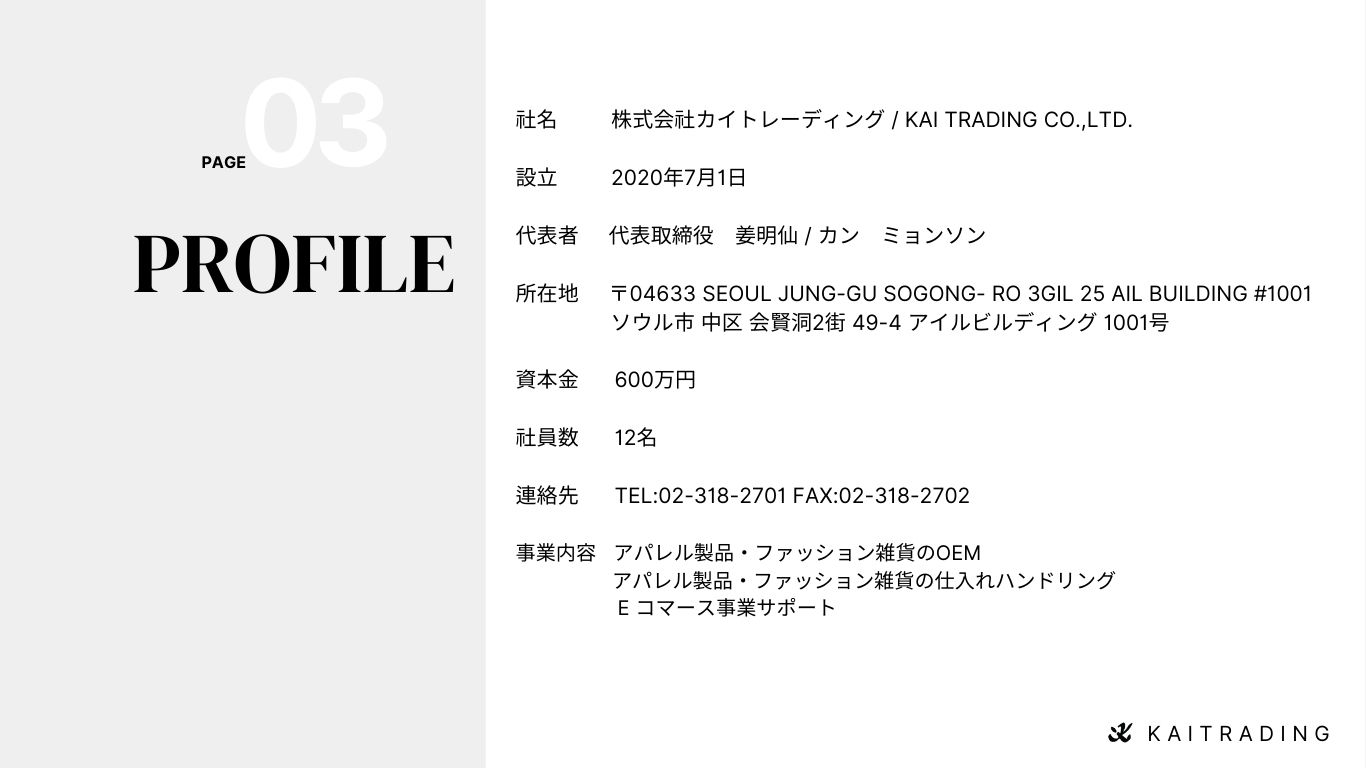 03
PAGE
PROFILE
社名 株式会社カイトレーディング / KAI TRADING CO.,LTD.
設立 2020年7月1日
代表者 代表取締役　姜明仙 / カン　ミョンソン
所在地 〒04633 SEOUL JUNG-GU SOGONG- RO 3GIL 25 AIL BUILDING #1001
ソウル市 中区 会賢洞2街 49-4 アイルビルディング 1001号
資本金 600万円
社員数 12名
連絡先 TEL:02-318-2701 FAX:02-318-2702
事業内容 アパレル製品・ファッション雑貨のOEM
アパレル製品・ファッション雑貨の仕入れハンドリング
E コマース事業サポート
KAITRADING